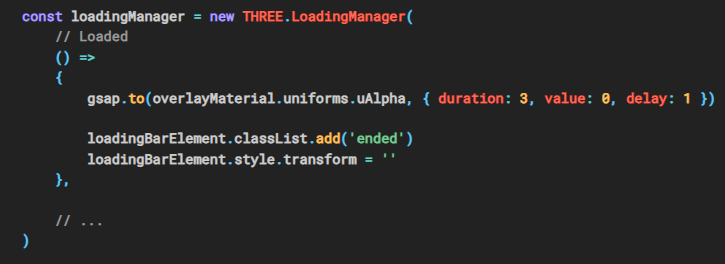 const loadingManager = new THREE.LoadingManager(
    // Loaded
    () =>
    {
        gsap.to(overlayMaterial.uniforms.uAlpha, { duration: 3, value: 0, delay: 1 })

        loadingBarElement.classList.add('ended')
        loadingBarElement.style.transform = ''
    },

    // ...
)